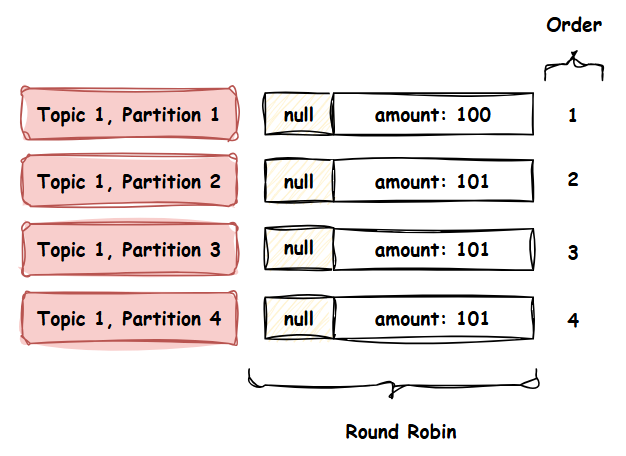 Order
Topic 1, Partition 1 null amount: 100 1
Topic 1, Partition 2 null amount: 101 2
Topic 1, Partition 3 null amount: 101 3
Topic 1, Partition 4 null amount: 101 4
Round Robin